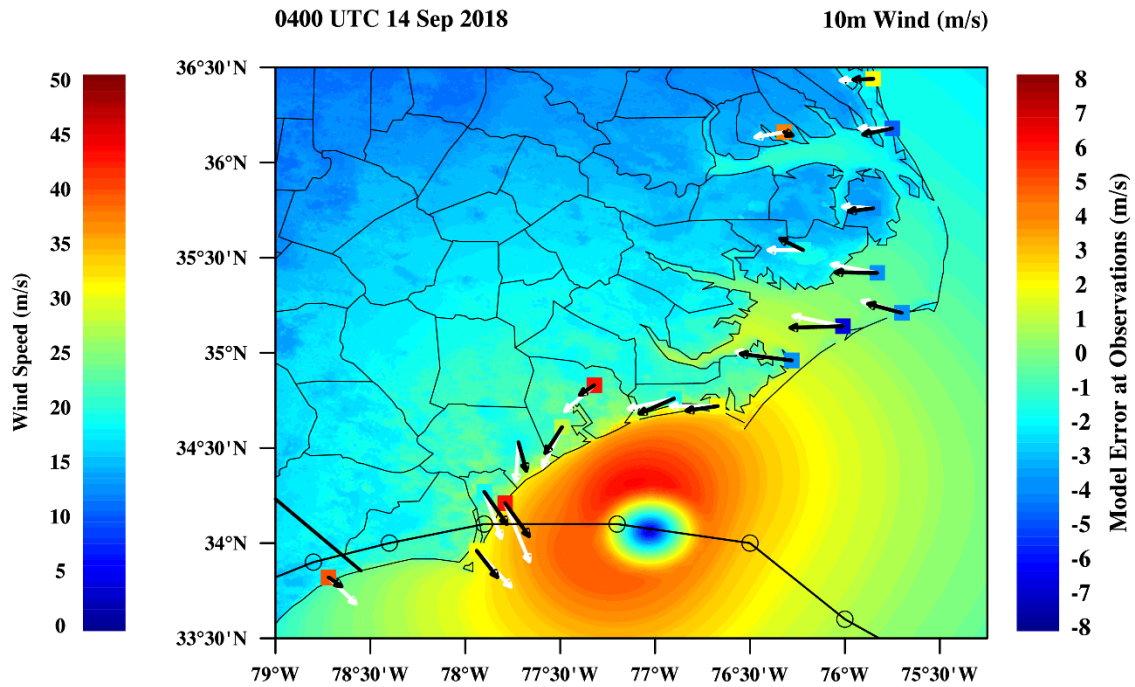 0400 UTC 14 Sep 2018
10m Wind (m/s)
Wind Speed (m/s)
50
45
40
35
30
25
20
15
10
5
0
36°30'N
36°N
35°30'N
35°N
34°30'N
34°N
33°30'N
79°W
78°30'W
78°W
77°30'W
77°W
76°30'W
76°W
75°30'W
8
7
6
5
4
3
2
1
0
-1
-2
-3
-4
-5
-6
-7
-8
Model Error at Observations (m/s)